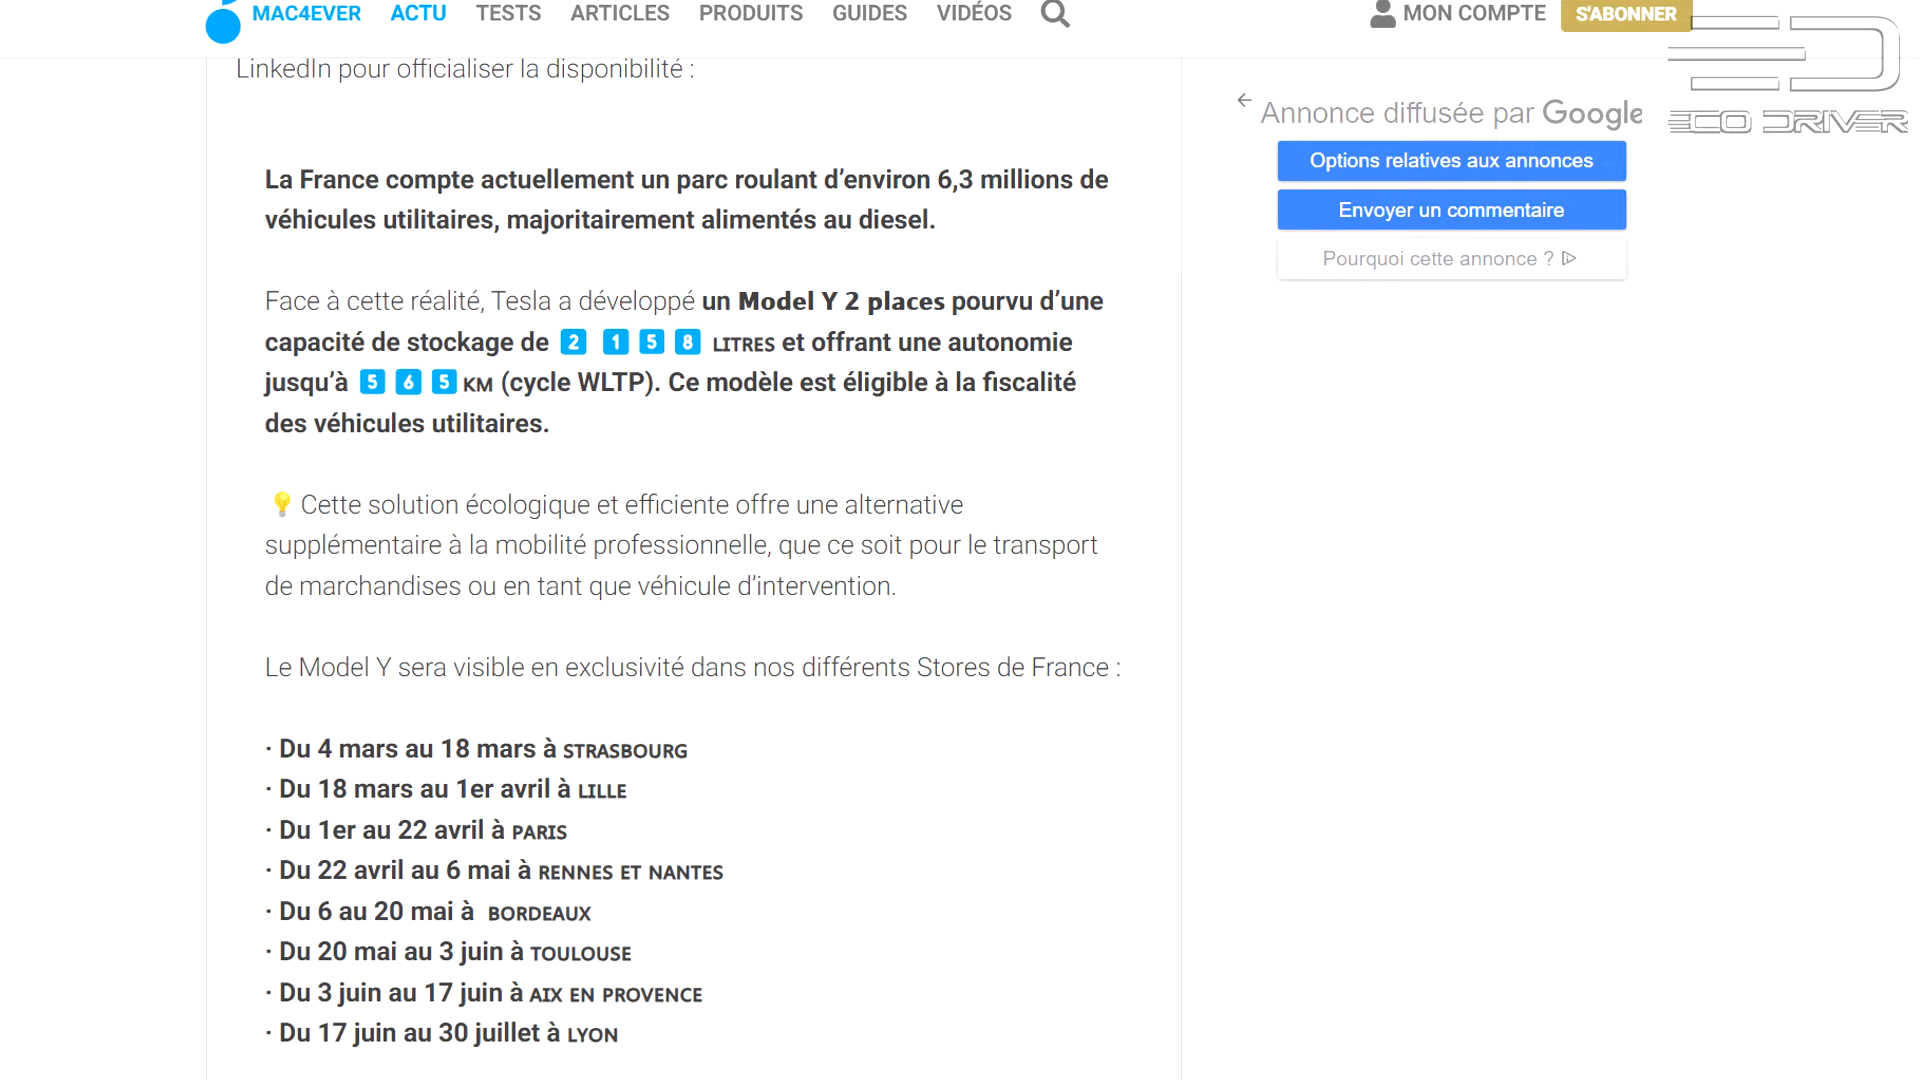 MAC4EVER ACTU TESTS ARTICLES PRODUITS GUIDES VIDÉOS MON COMPTE S'ABONNER
ECO DRIVER
LinkedIn pour officialiser la disponibilité :
Annonce diffusée par Google
Options relatives aux annonces
Envoyer un commentaire
Pourquoi cette annonce ?
La France compte actuellement un parc roulant d’environ 6,3 millions de
véhicules utilitaires, majoritairement alimentés au diesel.
Face à cette réalité, Tesla a développé un Model Y 2 places pourvu d’une
capacité de stockage de 2 1 5 8 LITRES et offrant une autonomie
jusqu’à 5 6 5 KM (cycle WLTP). Ce modèle est éligible à la fiscalité
des véhicules utilitaires.
💡 Cette solution écologique et efficiente offre une alternative
supplémentaire à la mobilité professionnelle, que ce soit pour le transport
de marchandises ou en tant que véhicule d’intervention.
Le Model Y sera visible en exclusivité dans nos différents Stores de France :
· Du 4 mars au 18 mars à STRASBOURG
· Du 18 mars au 1er avril à LILLE
· Du 1er au 22 avril à PARIS
· Du 22 avril au 6 mai à RENNES ET NANTES
· Du 6 au 20 mai à BORDEAUX
· Du 20 mai au 3 juin à TOULOUSE
· Du 3 juin au 17 juin à AIX EN PROVENCE
· Du 17 juin au 30 juillet à LYON